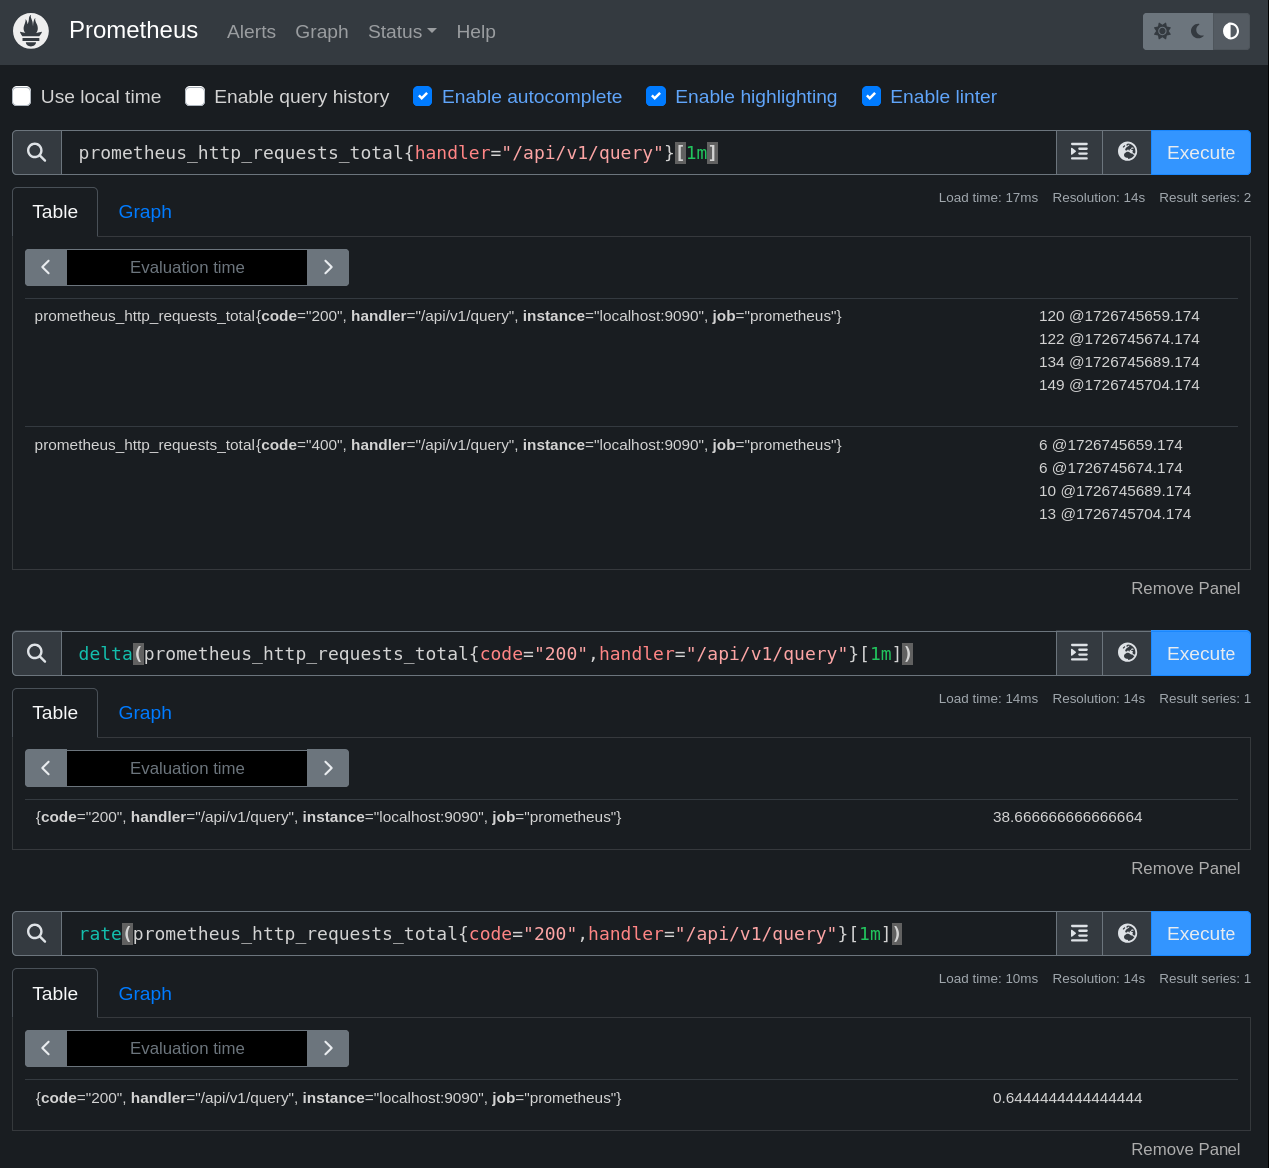 Prometheus Alerts Graph Status Help
Use local time Enable query history Enable autocomplete Enable highlighting Enable linter
prometheus_http_requests_total{handler="/api/v1/query"}[1m] Execute
Table Graph Load time: 17ms Resolution: 14s Result series: 2
Evaluation time
prometheus_http_requests_total{code="200", handler="/api/v1/query", instance="localhost:9090", job="prometheus"} 120 @1726745659.174
122 @1726745674.174
134 @1726745689.174
149 @1726745704.174
prometheus_http_requests_total{code="400", handler="/api/v1/query", instance="localhost:9090", job="prometheus"} 6 @1726745659.174
6 @1726745674.174
10 @1726745689.174
13 @1726745704.174
Remove Panel
delta(prometheus_http_requests_total{code="200",handler="/api/v1/query"}[1m]) Execute
Table Graph Load time: 14ms Resolution: 14s Result series: 1
Evaluation time
{code="200", handler="/api/v1/query", instance="localhost:9090", job="prometheus"} 38.666666666666664
Remove Panel
rate(prometheus_http_requests_total{code="200",handler="/api/v1/query"}[1m]) Execute
Table Graph Load time: 10ms Resolution: 14s Result series: 1
Evaluation time
{code="200", handler="/api/v1/query", instance="localhost:9090", job="prometheus"} 0.6444444444444444
Remove Panel